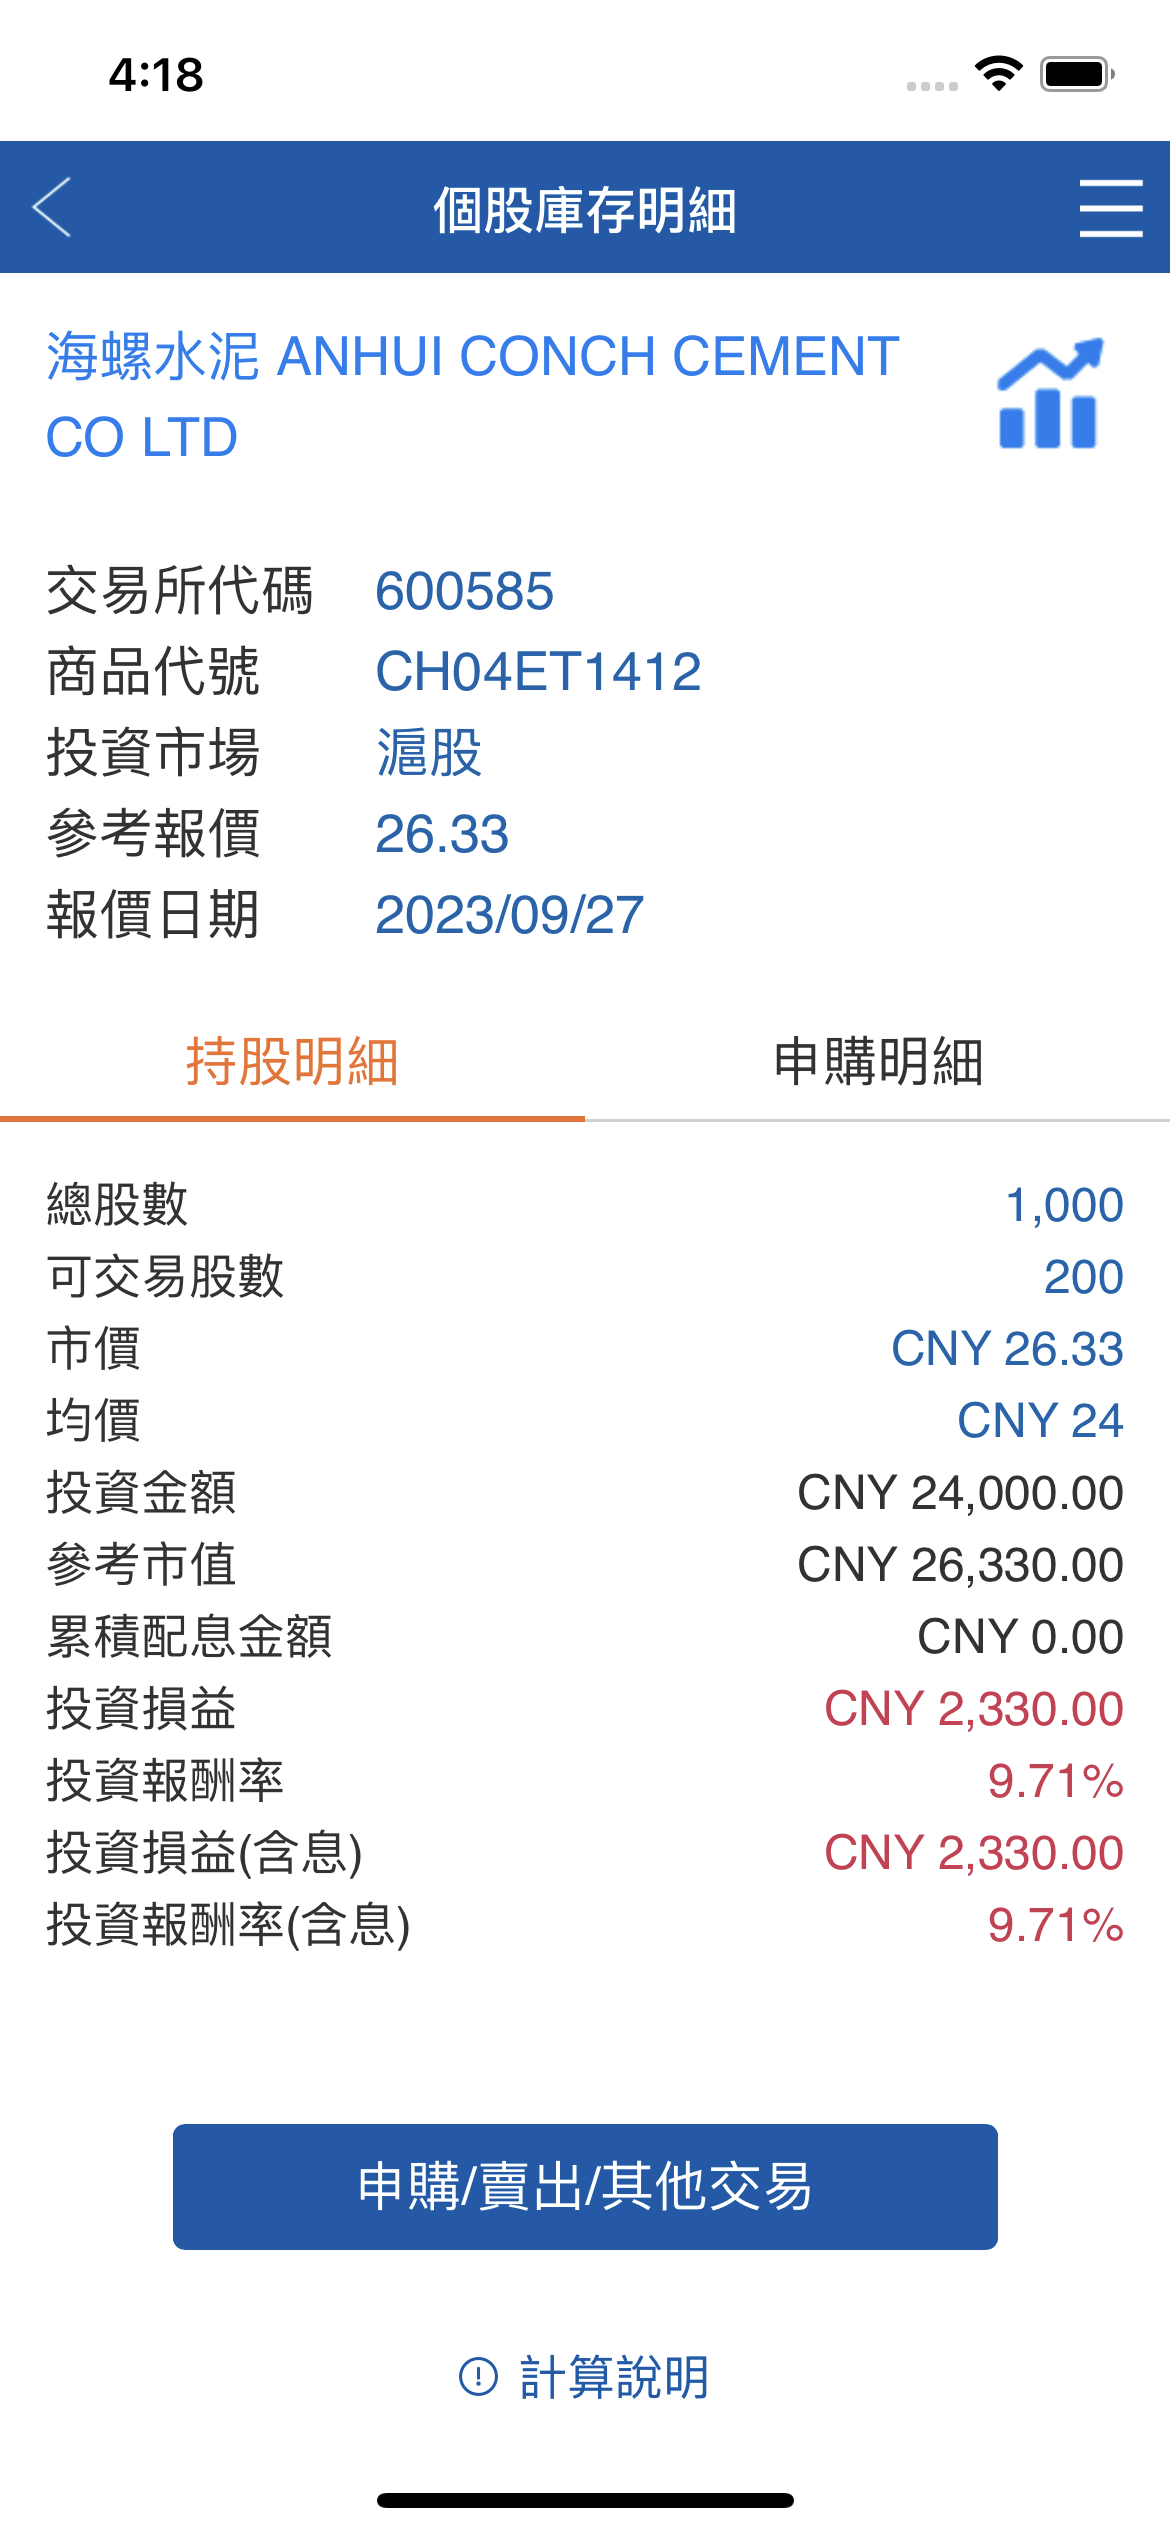 4:18
個股庫存明細
海螺水泥 ANHUI CONCH CEMENT
CO LTD
交易所代碼 600585
商品代號 CH04ET1412
投資市場 滬股
參考報價 26.33
報價日期 2023/09/27
持股明細 申購明細
總股數 1,000
可交易股數 200
市價 CNY 26.33
均價 CNY 24
投資金額 CNY 24,000.00
參考市值 CNY 26,330.00
累積配息金額 CNY 0.00
投資損益 CNY 2,330.00
投資報酬率 9.71%
投資損益(含息) CNY 2,330.00
投資報酬率(含息) 9.71%
申購/賣出/其他交易
計算說明